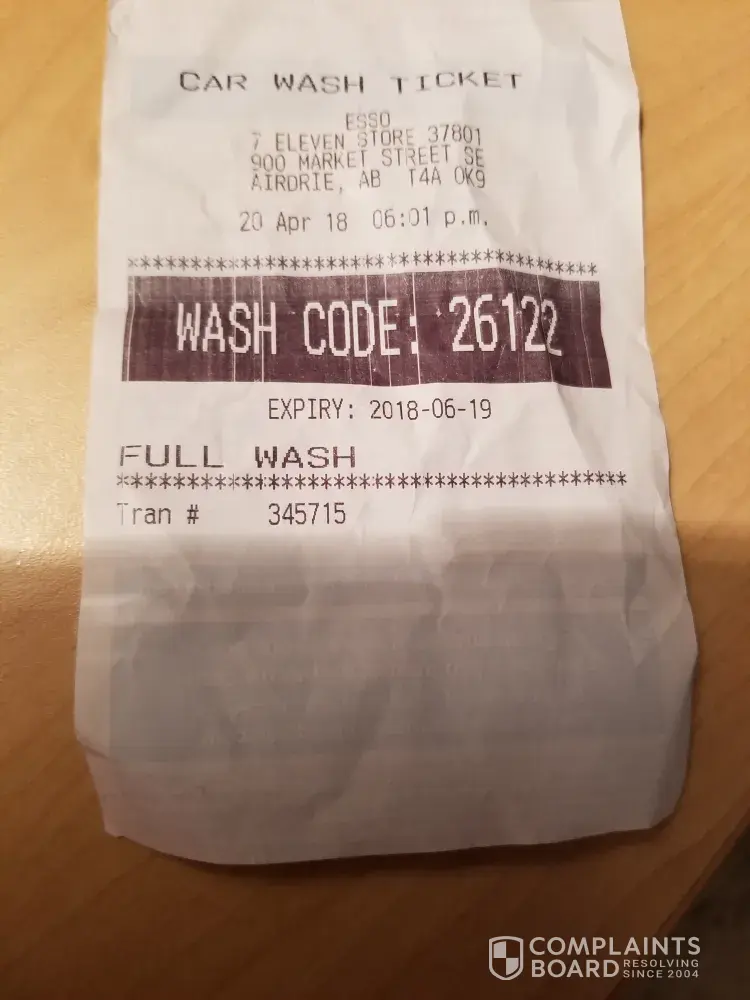 CAR WASH TICKET
ESSO
7 ELEVEN STORE 37801
900 MARKET STREET SE
AIRDRIE, AB T4A 0K9
20 Apr 18 06:01 p.m.
****************************************
WASH CODE: 26122
EXPIRY: 2018-06-19
FULL WASH
****************************************
Tran # 345715
COMPLAINTS
BOARD RESOLVING SINCE 2004